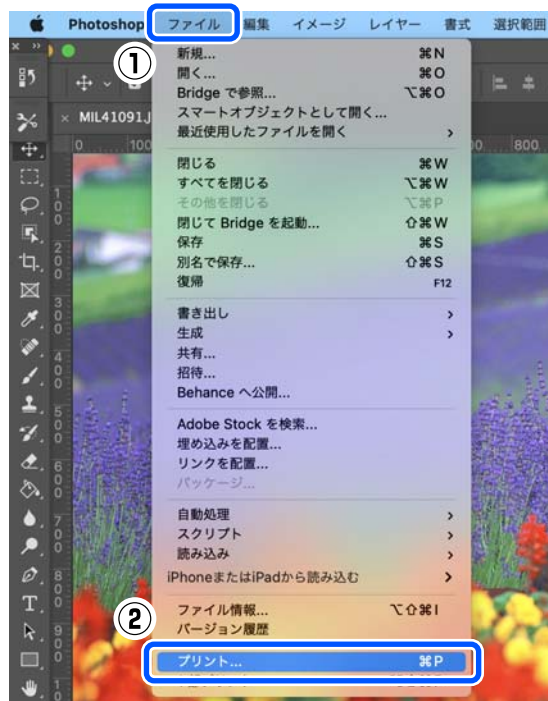 Photoshop ファイル 編集 イメージ レイヤー 書式 選択範囲
①
新規... ⌘N
開く... ⌘O
Bridge で参照... ⌥⌘O
スマートオブジェクトとして開く...
最近使用したファイルを開く >
× MIL41091.J
0 100 800
閉じる ⌘W
すべてを閉じる ⌥⌘W
その他を閉じる ⌥⌘P
閉じて Bridge を起動... ⇧⌘W
保存 ⌘S
別名で保存... ⇧⌘S
復帰 F12
書き出し >
生成 >
共有...
招待...
Behance へ公開...
Adobe Stock を検索...
埋め込みを配置...
リンクを配置...
パッケージ...
自動処理 >
スクリプト >
読み込み >
iPhoneまたはiPadから読み込む >
ファイル情報... ⌥⇧⌘I
バージョン履歴
②
プリント... ⌘P